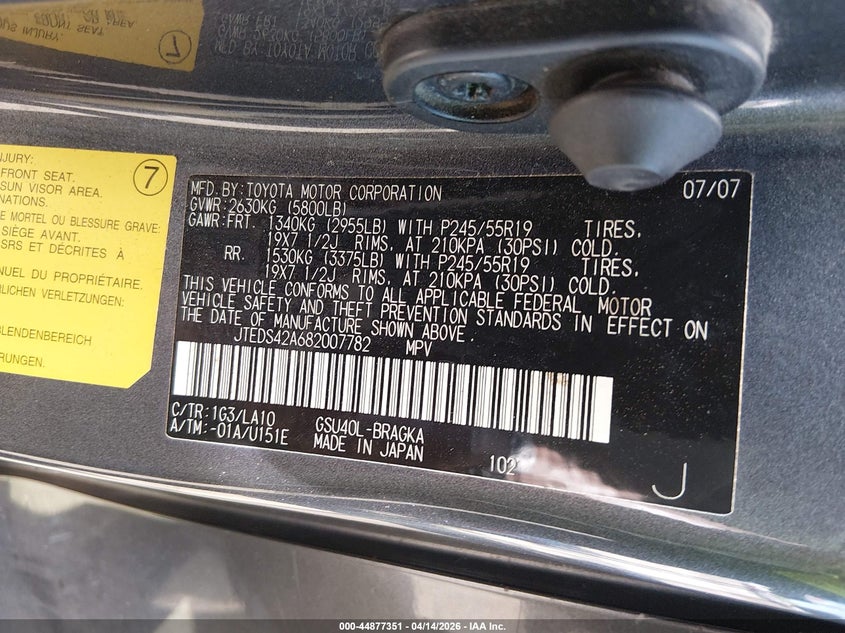 INJURY:
FRONT SEAT.
SUN VISOR AREA.
7
E MORTEL OU BLESSURE GRAVE:
SIÈGE AVANT.
SRS ET DÉCRITES À
NUEL DU PROPRIÉTAIRE.
RLICHEN VERLETZUNGEN:
BLENDENBEREICH
MFD. BY: TOYOTA MOTOR CORPORATION 07/07
GVWR: 2630KG (5800LB)
GAWR: FRT. 1340KG (2955LB) WITH P245/55R19 TIRES,
19X7 1/2J RIMS, AT 210KPA (30PSI) COLD.
RR. 1530KG (3375LB) WITH P245/55R19 TIRES,
19X7 1/2J RIMS, AT 210KPA (30PSI) COLD.
THIS VEHICLE CONFORMS TO ALL APPLICABLE FEDERAL MOTOR
VEHICLE SAFETY AND THEFT PREVENTION STANDARDS IN EFFECT ON
THE DATE OF MANUFACTURE SHOWN ABOVE.
JTEDS42A682007782 MPV
C/TR: 1G3/LA10 GSU40L-BRAGKA
A/TM: -01A/U151E MADE IN JAPAN
102
J
000-44877351 - 04/14/2026 - IAA Inc.